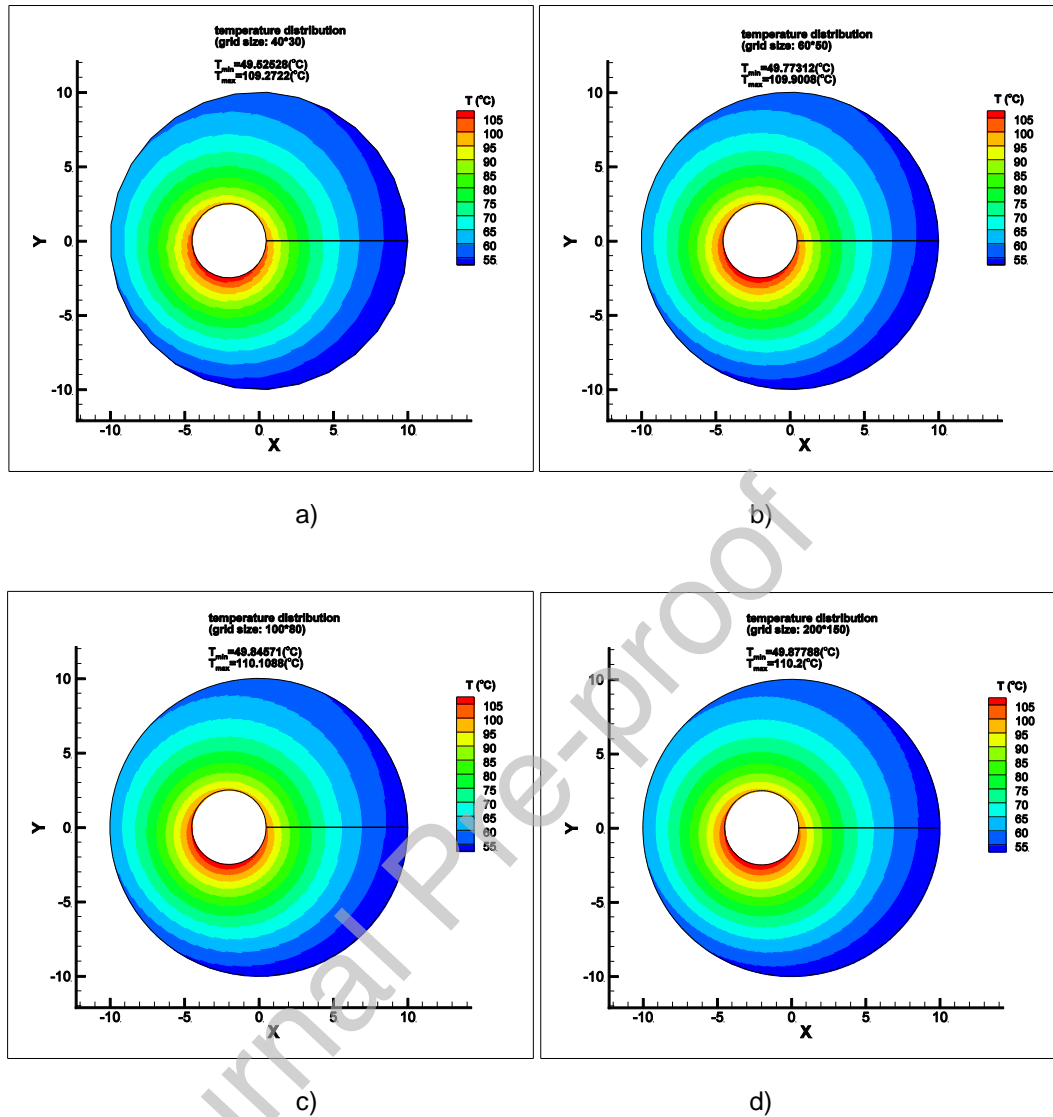 temperature distribution
(grid size: 40*30)
Tmin=49.52528(°C)
Tmax=109.2722(°C)
T (°C)
105
100
95
90
85
80
75
70
65
60
55
10
5
0
-5
-10
Y
-10
-5
0
5
10
X
a)
temperature distribution
(grid size: 60*50)
Tmin=49.77312(°C)
Tmax=109.9008(°C)
T (°C)
105
100
95
90
85
80
75
70
65
60
55
10
5
0
-5
-10
Y
-10
-5
0
5
10
X
b)
temperature distribution
(grid size: 100*80)
Tmin=49.84571(°C)
Tmax=110.1088(°C)
T (°C)
105
100
95
90
85
80
75
70
65
60
55
10
5
0
-5
-10
Y
-10
-5
0
5
10
X
c)
temperature distribution
(grid size: 200*150)
Tmin=49.87788(°C)
Tmax=110.2(°C)
T (°C)
105
100
95
90
85
80
75
70
65
60
55
10
5
0
-5
-10
Y
-10
-5
0
5
10
X
d)
urnal Pre-proof